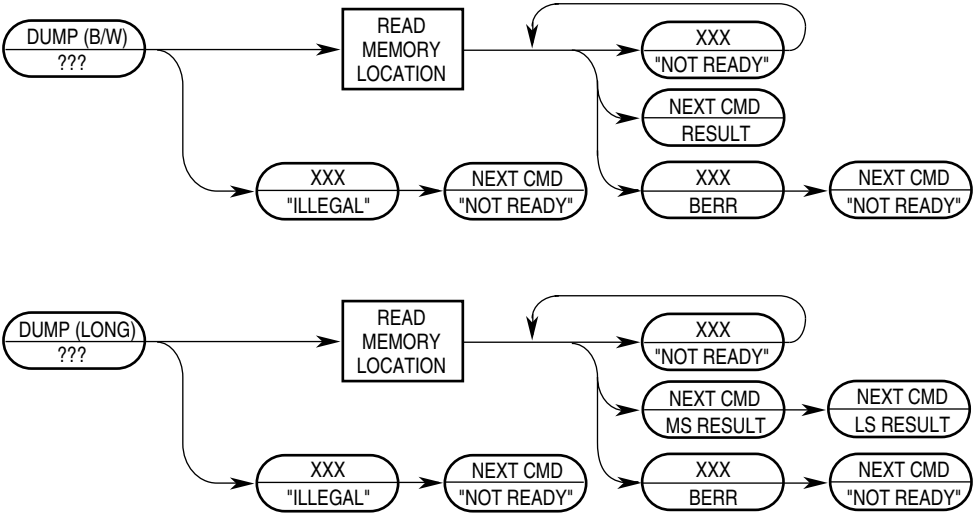 DUMP (B/W)
???
READ
MEMORY
LOCATION
XXX
"NOT READY"
NEXT CMD
RESULT
XXX
"ILLEGAL"
NEXT CMD
"NOT READY"
XXX
BERR
NEXT CMD
"NOT READY"
DUMP (LONG)
???
READ
MEMORY
LOCATION
XXX
"NOT READY"
NEXT CMD
MS RESULT
NEXT CMD
LS RESULT
XXX
"ILLEGAL"
NEXT CMD
"NOT READY"
XXX
BERR
NEXT CMD
"NOT READY"